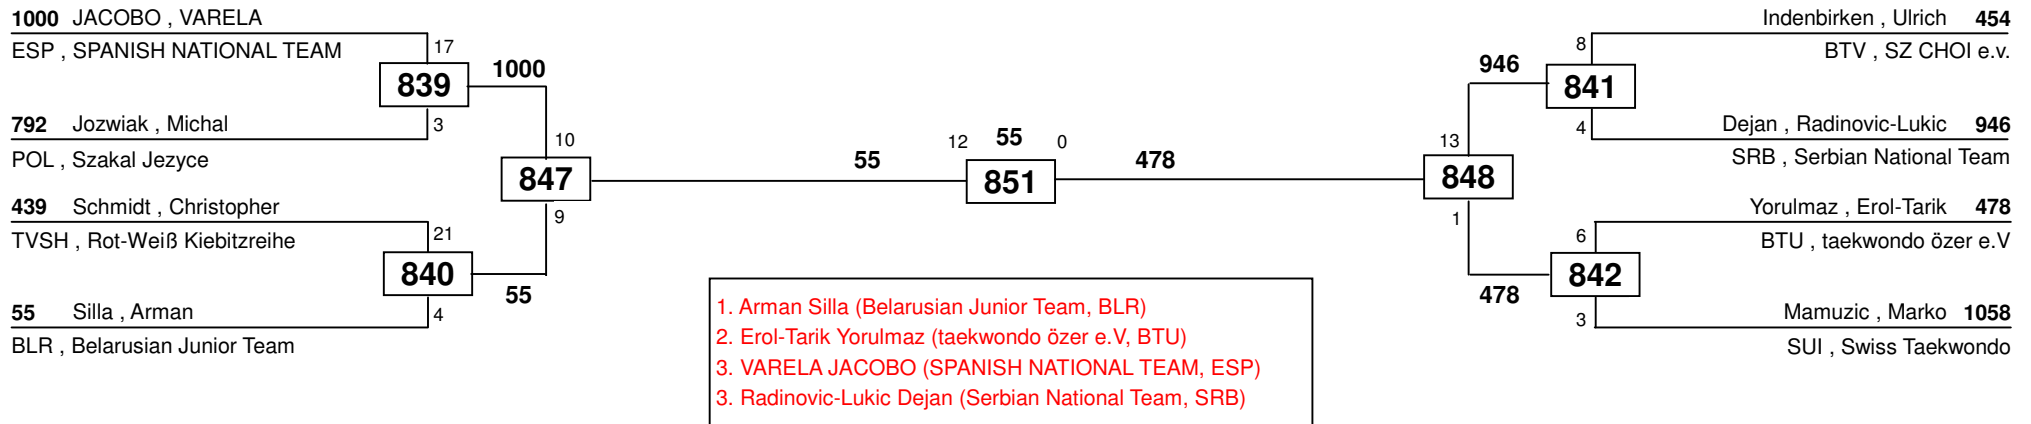 1000 JACOBO , VARELA
ESP , SPANISH NATIONAL TEAM
17
839
1000
3
792 Jozwiak , Michal
POL , Szakal Jezyce
10
847
9
439 Schmidt , Christopher
TVSH , Rot-Weiß Kiebitzreihe
21
840
55
4
55 Silla , Arman
BLR , Belarusian Junior Team
55
12 55 0
851
478
Indenbirken , Ulrich 454
BTV , SZ CHOI e.v.
8
946
841
4
Dejan , Radinovic-Lukic 946
SRB , Serbian National Team
13
848
1
Yorulmaz , Erol-Tarik 478
BTU , taekwondo özer e.V
6
842
478
3
Mamuzic , Marko 1058
SUI , Swiss Taekwondo
1. Arman Silla (Belarusian Junior Team, BLR)
2. Erol-Tarik Yorulmaz (taekwondo özer e.V, BTU)
3. VARELA JACOBO (SPANISH NATIONAL TEAM, ESP)
3. Radinovic-Lukic Dejan (Serbian National Team, SRB)